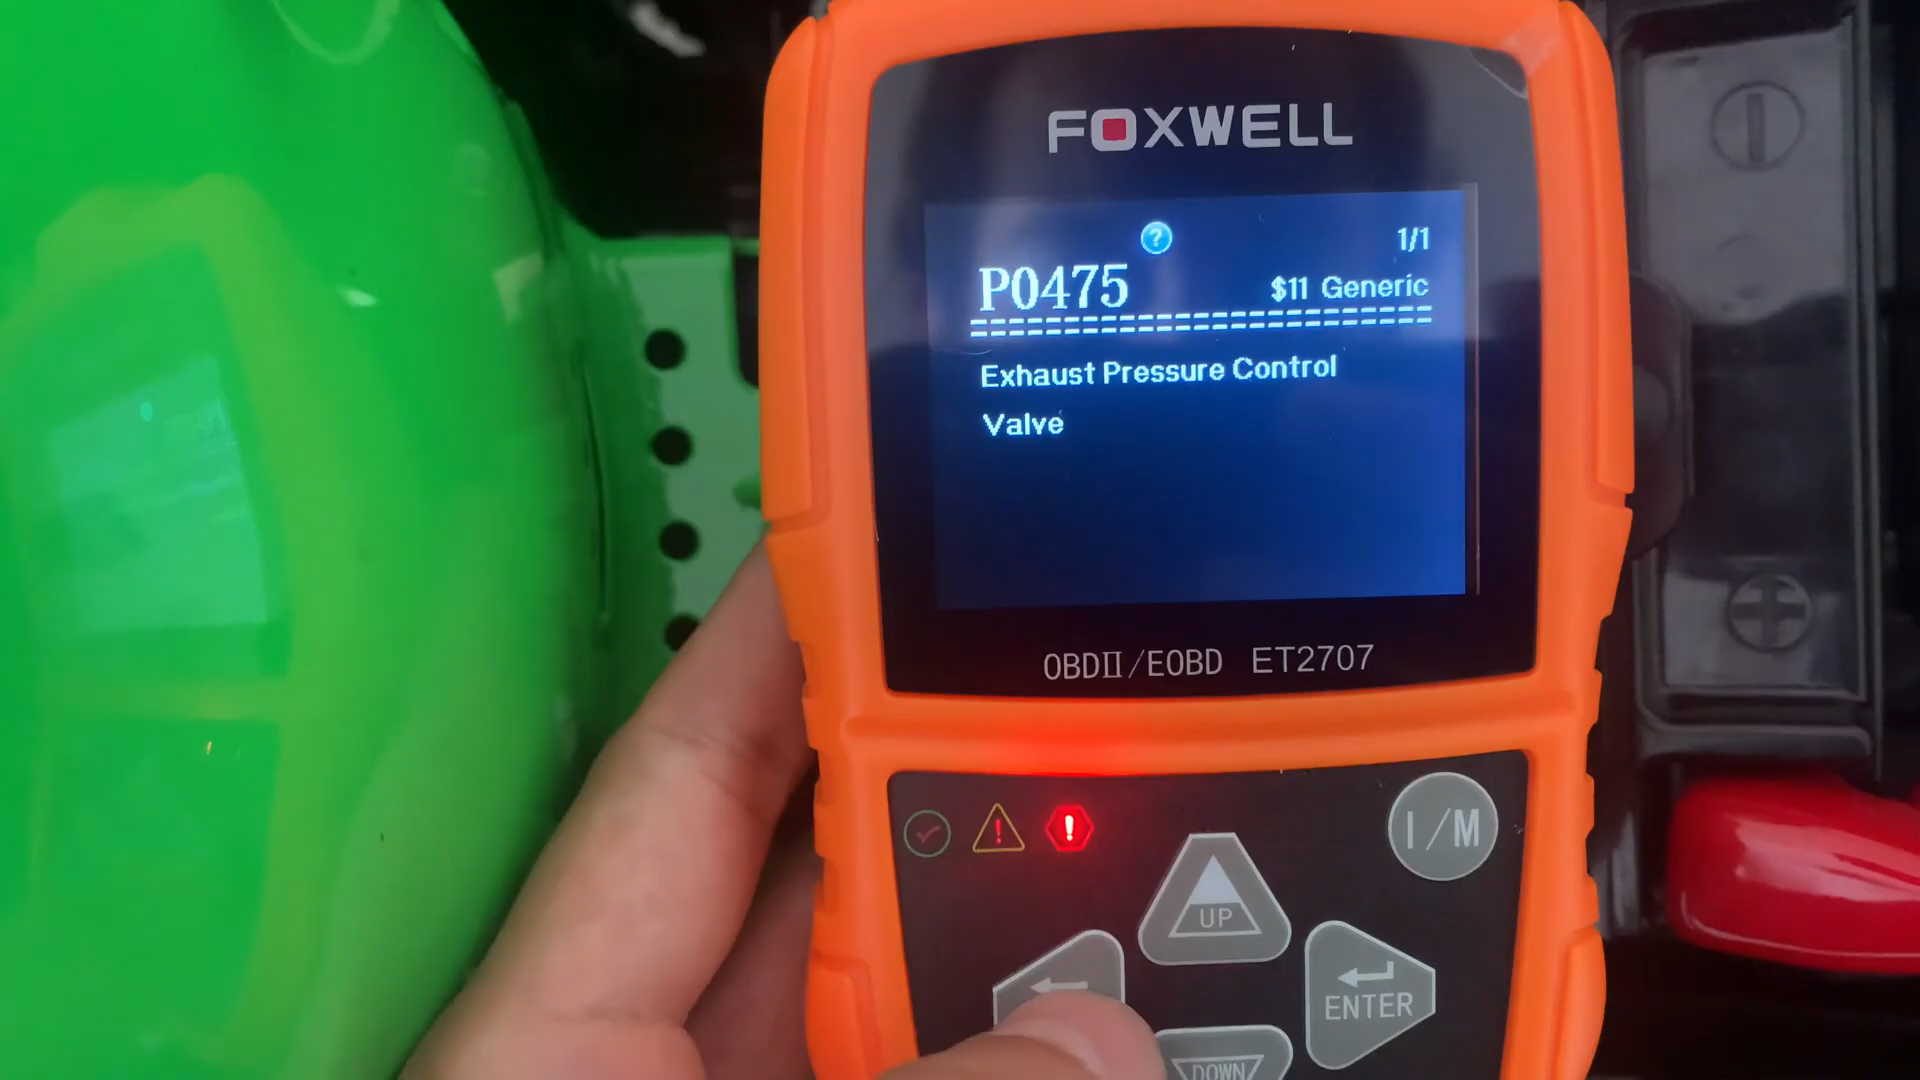 FOXWELL
1/1
P0475 $11 Generic
Exhaust Pressure Control
Valve
OBDII/EOBD ET2707
I/M
UP
ENTER
DOWN